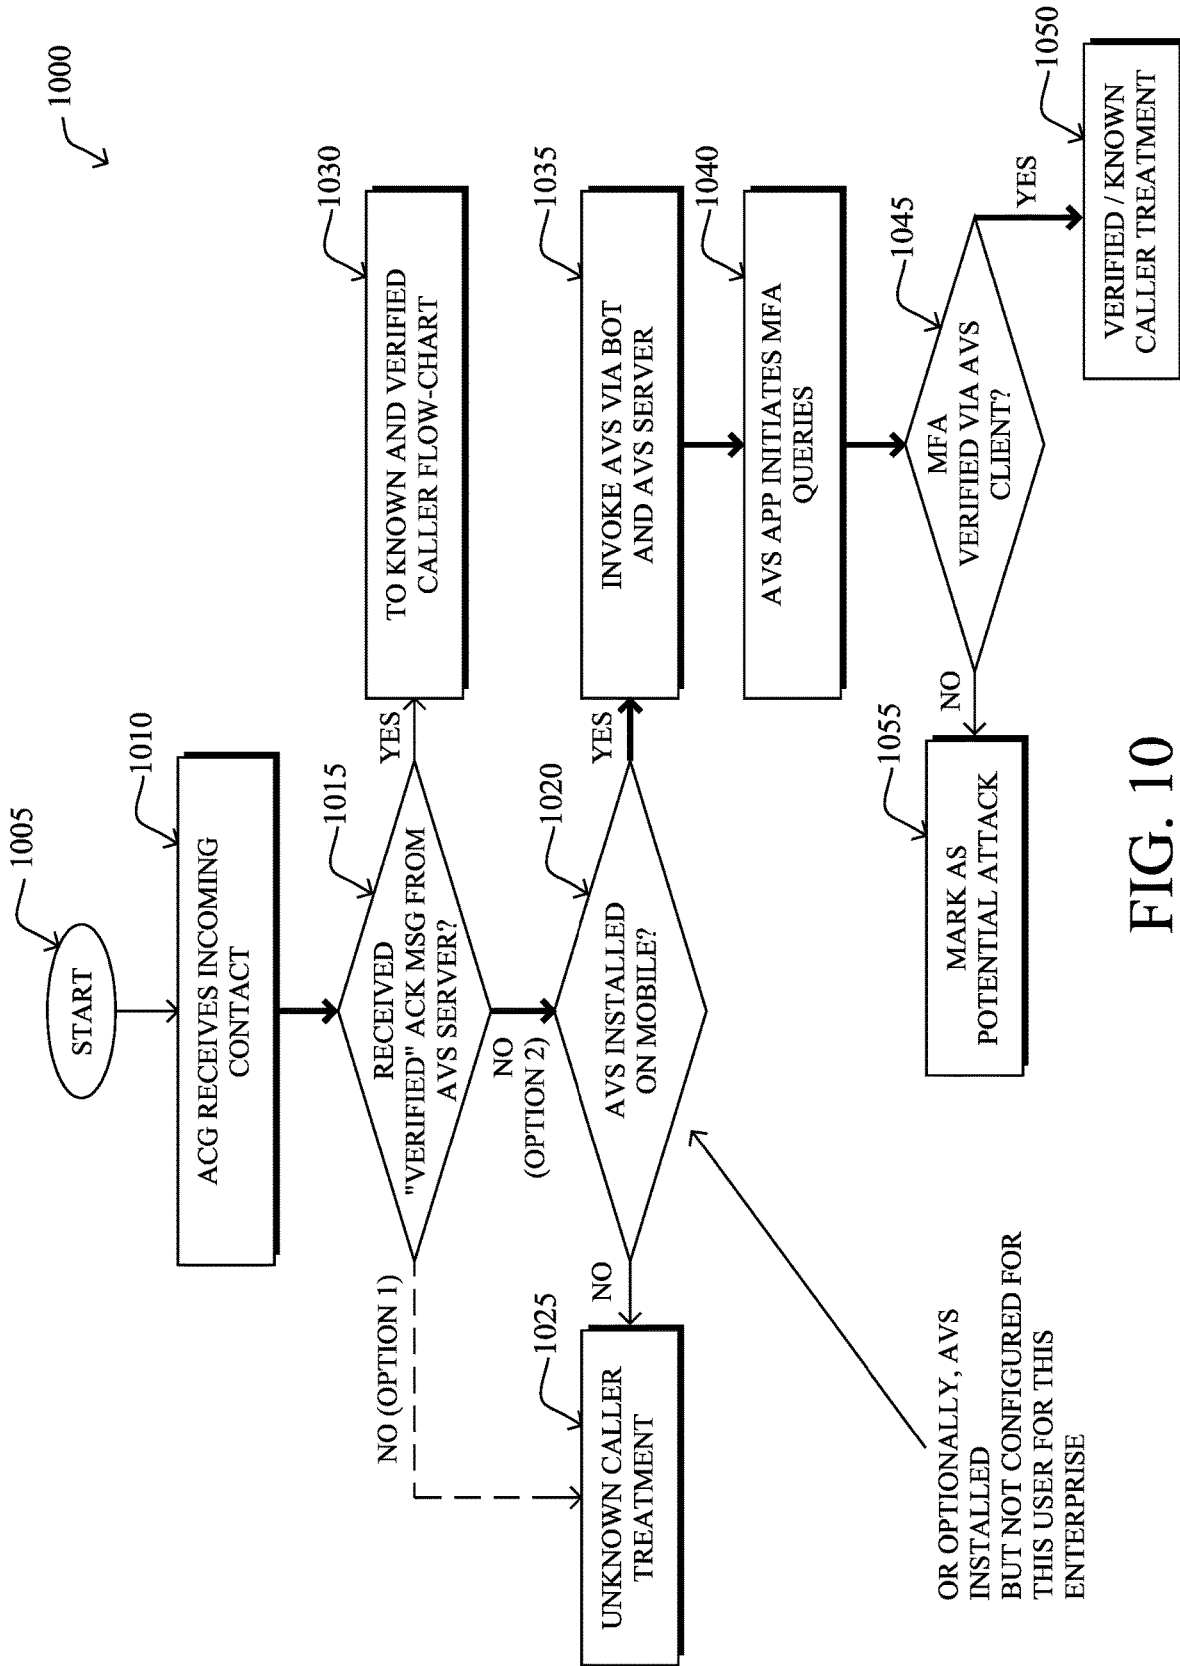 1000
START
1005
ACG RECEIVES INCOMING
CONTACT
1010
RECEIVED
"VERIFIED" ACK MSG FROM
AVS SERVER?
1015
YES
TO KNOWN AND VERIFIED
CALLER FLOW-CHART
1030
NO (OPTION 1)
NO
(OPTION 2)
AVS INSTALLED
ON MOBILE?
1020
NO
UNKNOWN CALLER
TREATMENT
1025
YES
INVOKE AVS VIA BOT
AND AVS SERVER
1035
AVS APP INITIATES MFA
QUERIES
1040
MFA
VERIFIED VIA AVS
CLIENT?
1045
NO
MARK AS
POTENTIAL ATTACK
1055
YES
VERIFIED / KNOWN
CALLER TREATMENT
1050
OR OPTIONALLY, AVS
INSTALLED
BUT NOT CONFIGURED FOR
THIS USER FOR THIS
ENTERPRISE
FIG. 10